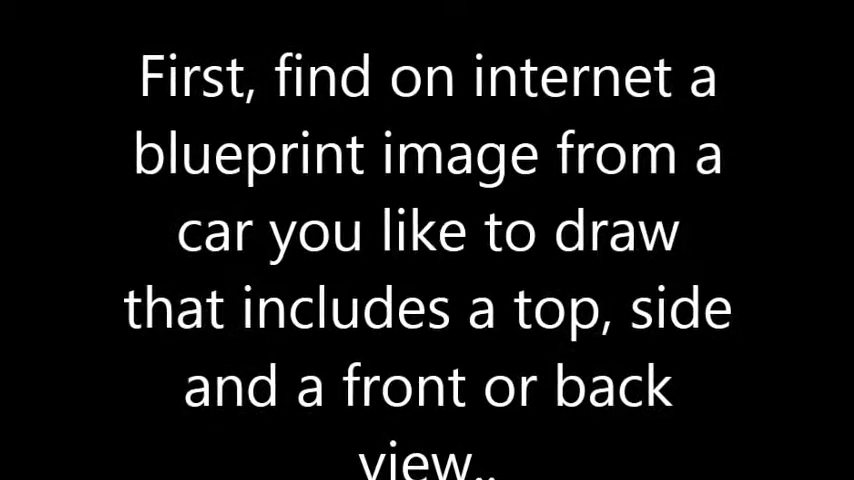 First, find on internet a
blueprint image from a
car you like to draw
that includes a top, side
and a front or back
view..